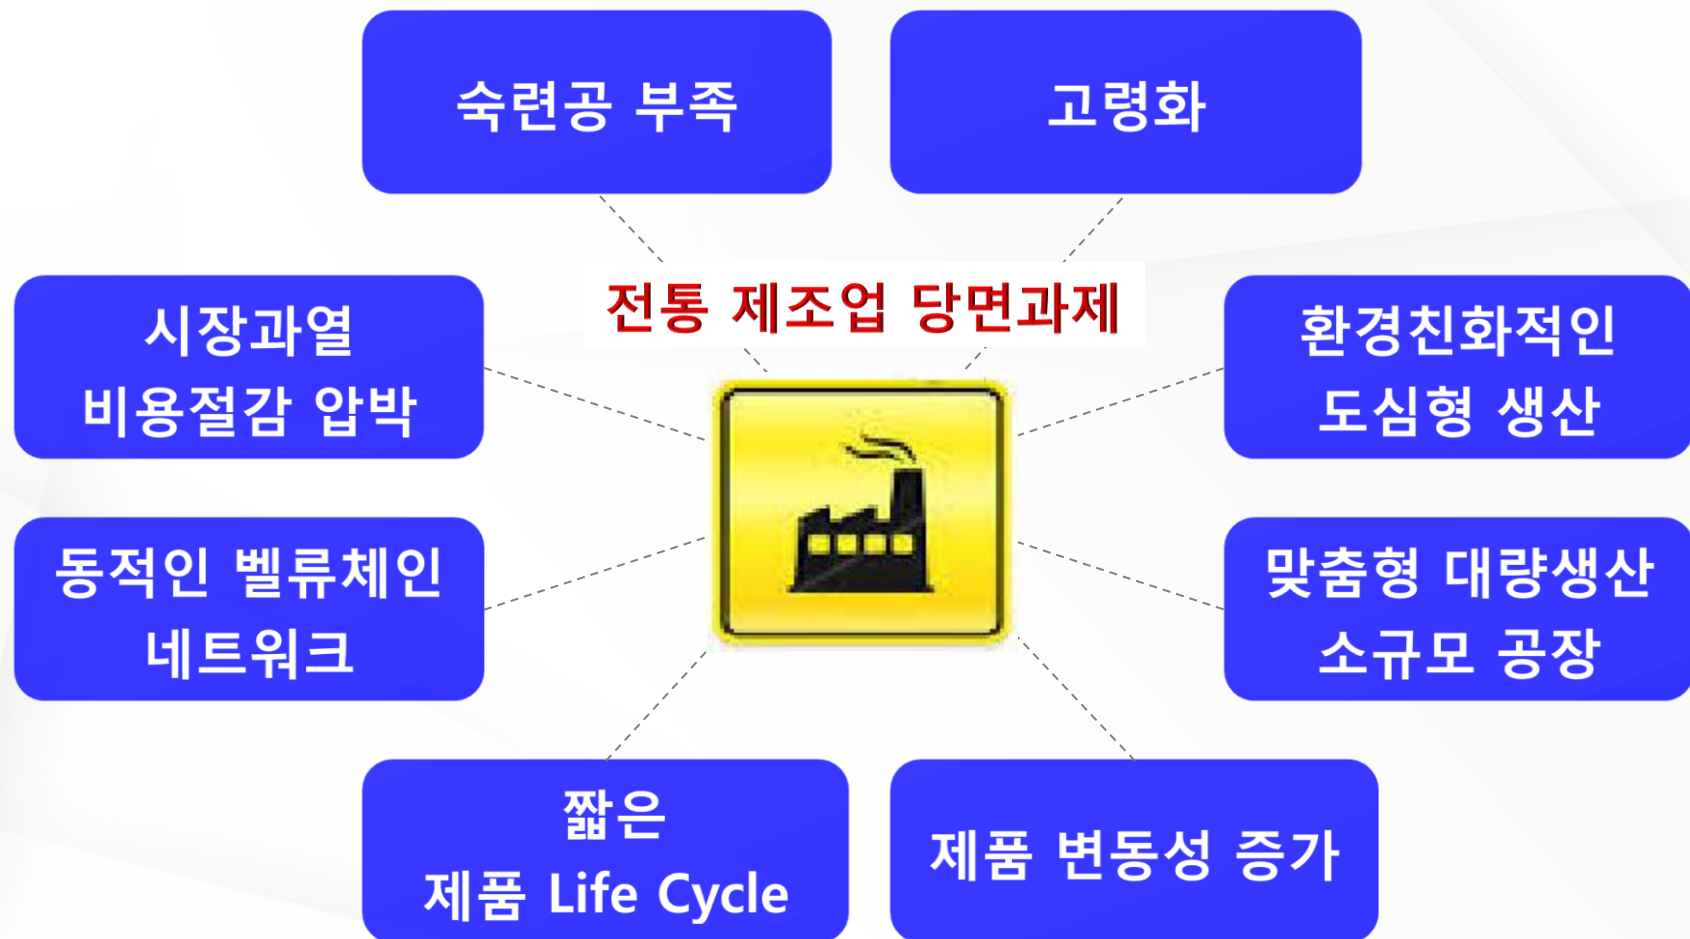 숙련공 부족
고령화
전통 제조업 당면과제
시장과열
비용절감 압박
환경친화적인
도심형 생산
동적인 벨류체인
네트워크
맞춤형 대량생산
소규모 공장
짧은
제품 Life Cycle
제품 변동성 증가